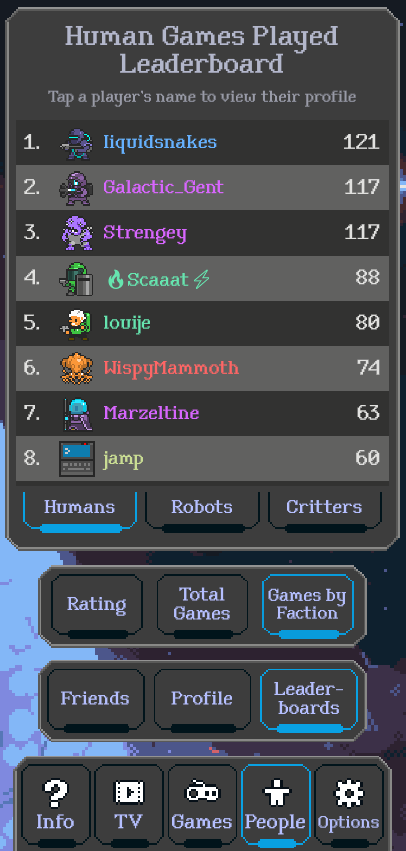 Human Games Played
Leaderboard
Tap a player's name to view their profile
1. liquidsnakes 121
2. Galactic_Gent 117
3. Strengey 117
4. 🔥Scaaat⚡ 88
5. louije 80
6. WispyMammoth 74
7. Marzeltine 63
8. jamp 60
Humans Robots Critters
Rating
Total
Games
Games by
Faction
Friends
Profile
Leader-
boards
Info TV Games People Options